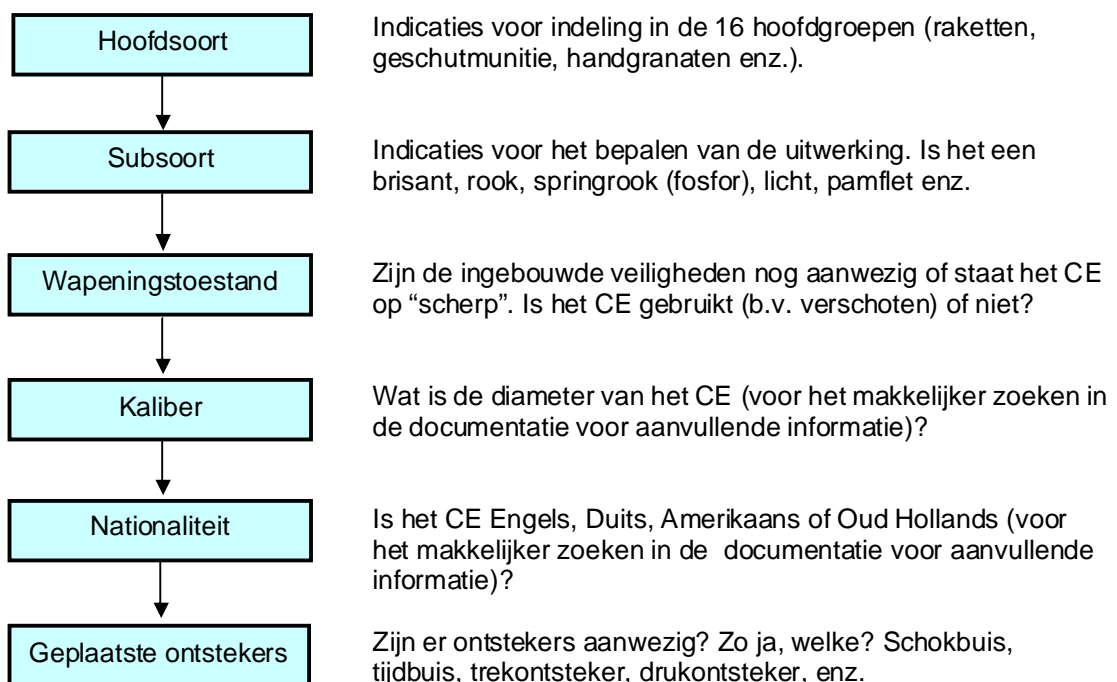 Hoofdsoort
Indicaties voor indeling in de 16 hoofdgroepen (raketten,
geschutmunitie, handgranaten enz.).
Subsoort
Indicaties voor het bepalen van de uitwerking. Is het een
brisant, rook, springrook (fosfor), licht, pamflet enz.
Wapeningstoestand
Zijn de ingebouwde veiligheden nog aanwezig of staat het CE
op “scherp”. Is het CE gebruikt (b.v. verschoten) of niet?
Kaliber
Wat is de diameter van het CE (voor het makkelijker zoeken in
de documentatie voor aanvullende informatie)?
Nationaliteit
Is het CE Engels, Duits, Amerikaans of Oud Hollands (voor
het makkelijker zoeken in de documentatie voor aanvullende
informatie)?
Geplaatste ontstekers
Zijn er ontstekers aanwezig? Zo ja, welke? Schokbuis,
tijdbuis, trekontsteker, drukontsteker, enz.